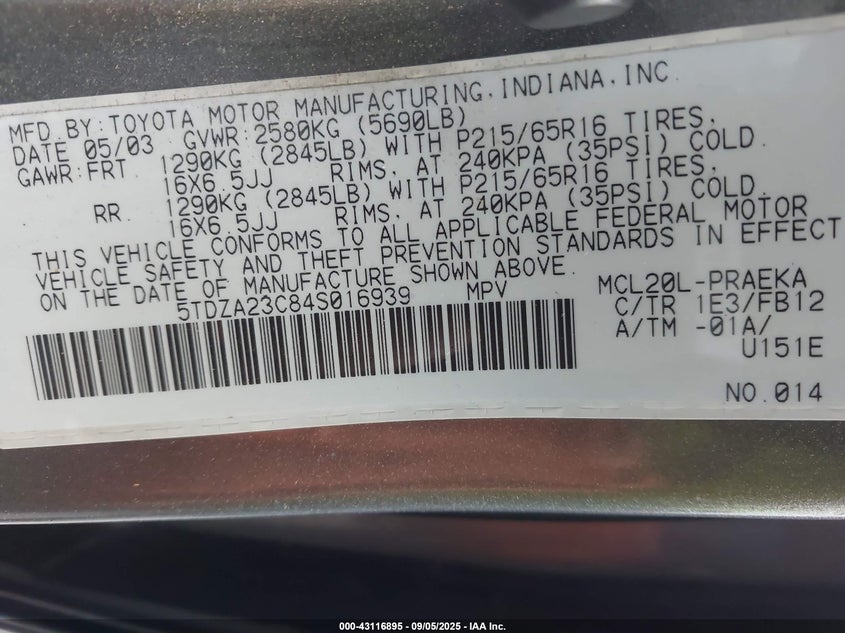 MFD BY:TOYOTA MOTOR MANUFACTURING,INDIANA,INC.
DATE 05/03 GVWR:2580KG (5690LB)
GAWR:FRT. 1290KG (2845LB) WITH P215/65R16 TIRES,
16X6.5JJ RIMS, AT 240KPA (35PSI) COLD.
RR. 1290KG (2845LB) WITH P215/65R16 TIRES,
16X6.5JJ RIMS, AT 240KPA (35PSI) COLD.
THIS VEHICLE CONFORMS TO ALL APPLICABLE FEDERAL MOTOR
VEHICLE SAFETY AND THEFT PREVENTION STANDARDS IN EFFECT
ON THE DATE OF MANUFACTURE SHOWN ABOVE.
5TDZA23C84S016939 MPV
MCL20L-PRAEKA
C/TR 1E3/FB12
A/TM -01A/
U151E
NO.014
000-43116895 - 09/05/2025 - IAA Inc.